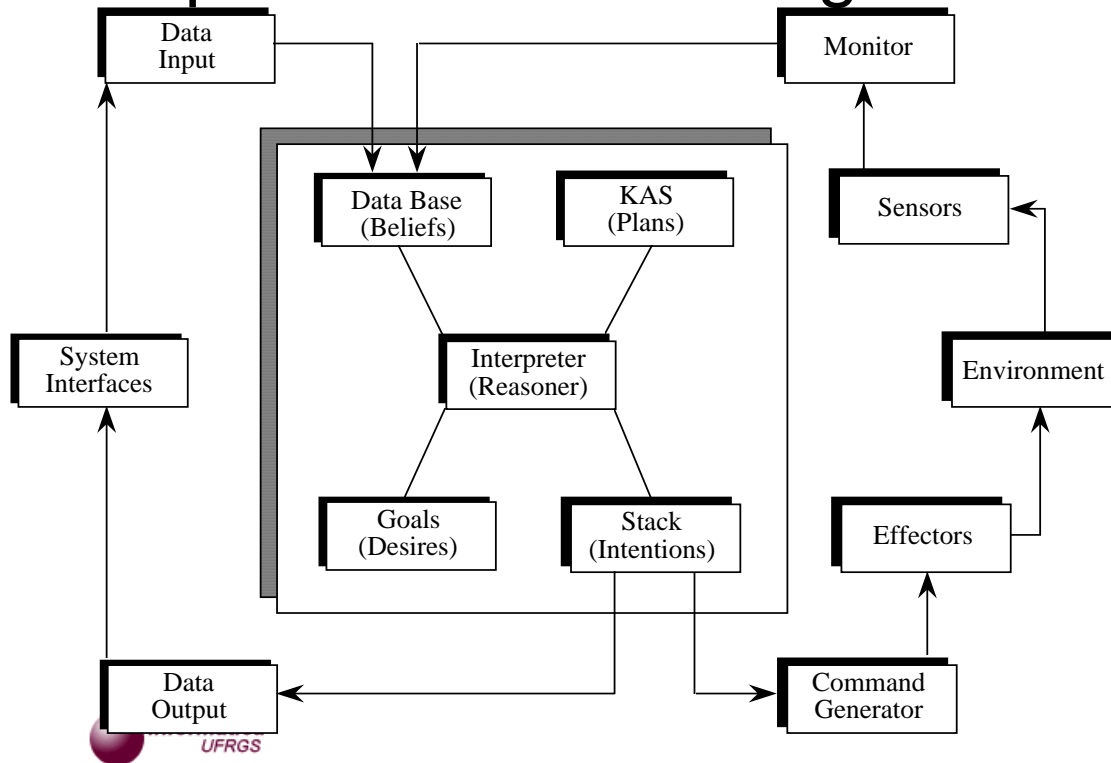 Data
Input
Monitor
Data Base
(Beliefs)
KAS
(Plans)
Sensors
System
Interfaces
Interpreter
(Reasoner)
Environment
Goals
(Desires)
Stack
(Intentions)
Effectors
Data
Output
Command
Generator
UFRGS